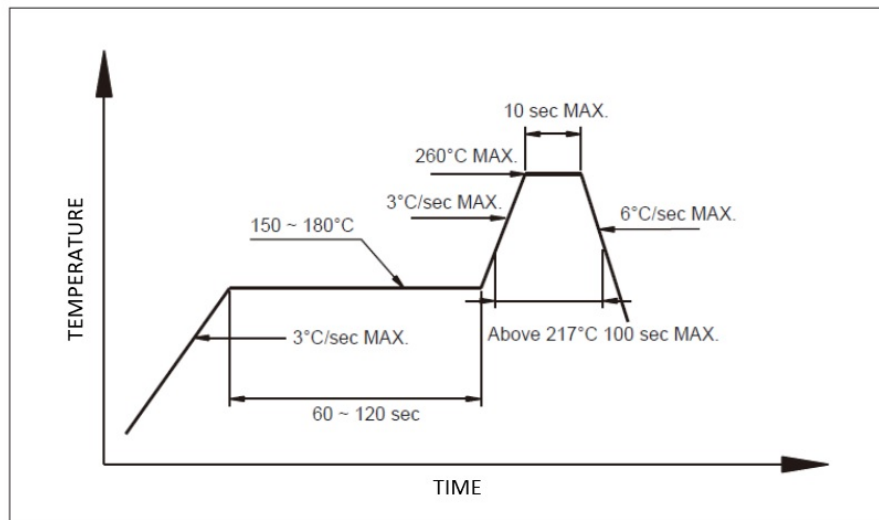 10 sec MAX.
260°C MAX.
3°C/sec MAX.
6°C/sec MAX.
150 ~ 180°C
TEMPERATURE
3°C/sec MAX.
Above 217°C 100 sec MAX.
60 ~ 120 sec
TIME